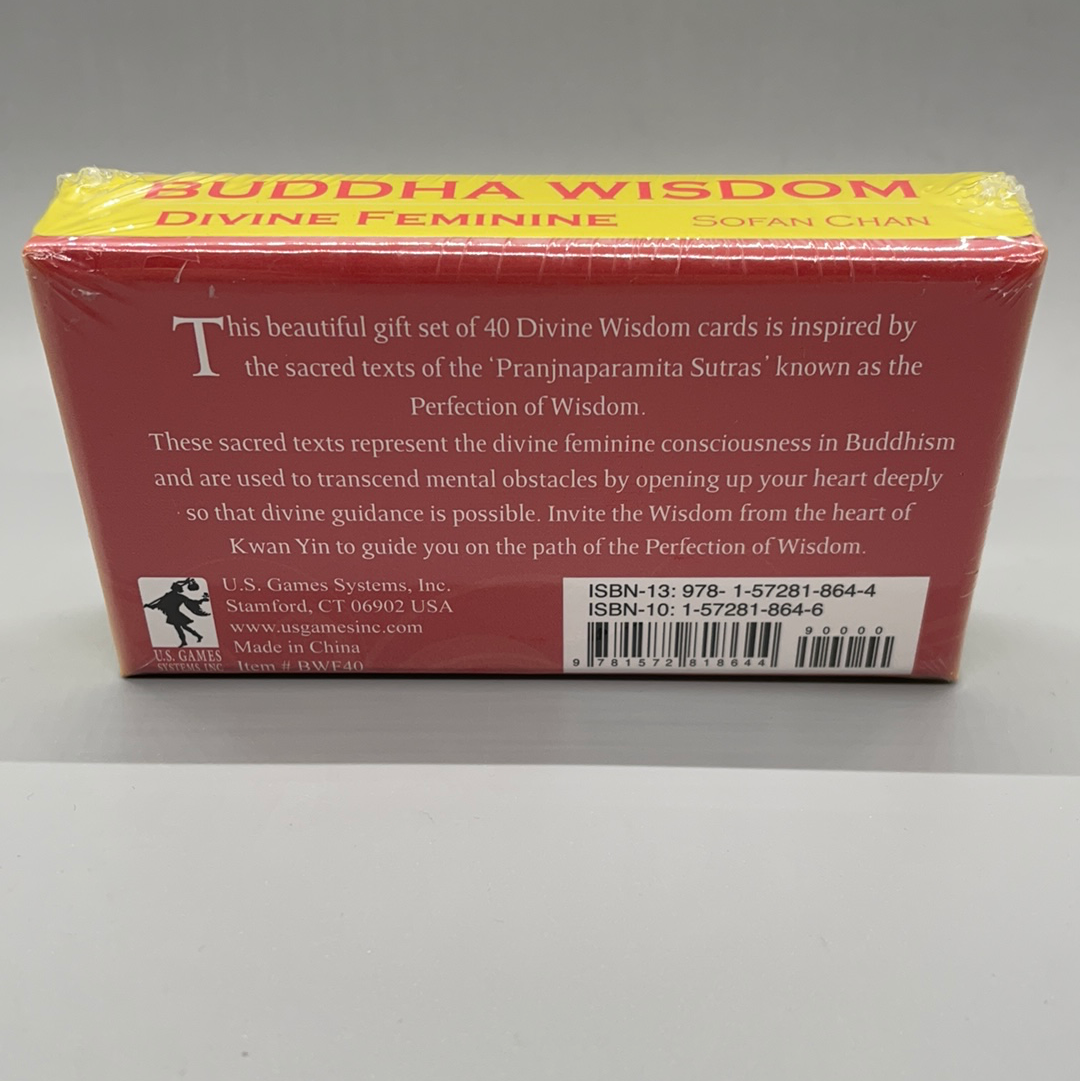 BUDDHA WISDOM
DIVINE FEMININE SOFAN CHAN
This beautiful gift set of 40 Divine Wisdom cards is inspired by
the sacred texts of the ‘Pranjnaparamita Sutras’ known as the
Perfection of Wisdom.
These sacred texts represent the divine feminine consciousness in Buddhism
and are used to transcend mental obstacles by opening up your heart deeply
so that divine guidance is possible. Invite the Wisdom from the heart of
Kwan Yin to guide you on the path of the Perfection of Wisdom.
U.S. GAMES
SYSTEMS, INC.
U.S. Games Systems, Inc.
Stamford, CT 06902 USA
www.usgamesinc.com
Made in China
Item # BWF40
ISBN-13: 978- 1-57281-864-4
ISBN-10: 1-57281-864-6
90000
9 781572 818644